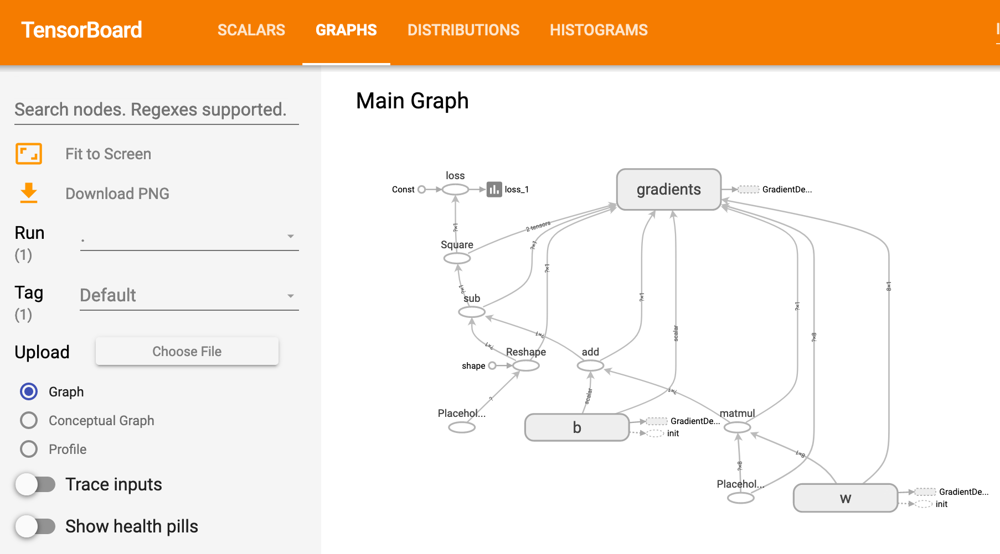 TensorBoard SCALARS GRAPHS DISTRIBUTIONS HISTOGRAMS
Search nodes. Regexes supported.
Fit to Screen
Download PNG
Run
(1)
.
Tag
(1)
Default
Upload
Choose File
Graph
Conceptual Graph
Profile
Trace inputs
Show health pills
Main Graph
loss
Const
loss_1
gradients
GradientDe...
?×1
2 tensors
Square
?×1
?×1
?×1
sub
?×1
scalar
?×1
?×8
8×1
?×1
?×1
Reshape
add
shape
?
scalar
?×1
Placehol...
b
GradientDe...
init
matmul
?×8
8×1
Placehol...
w
GradientDe...
init